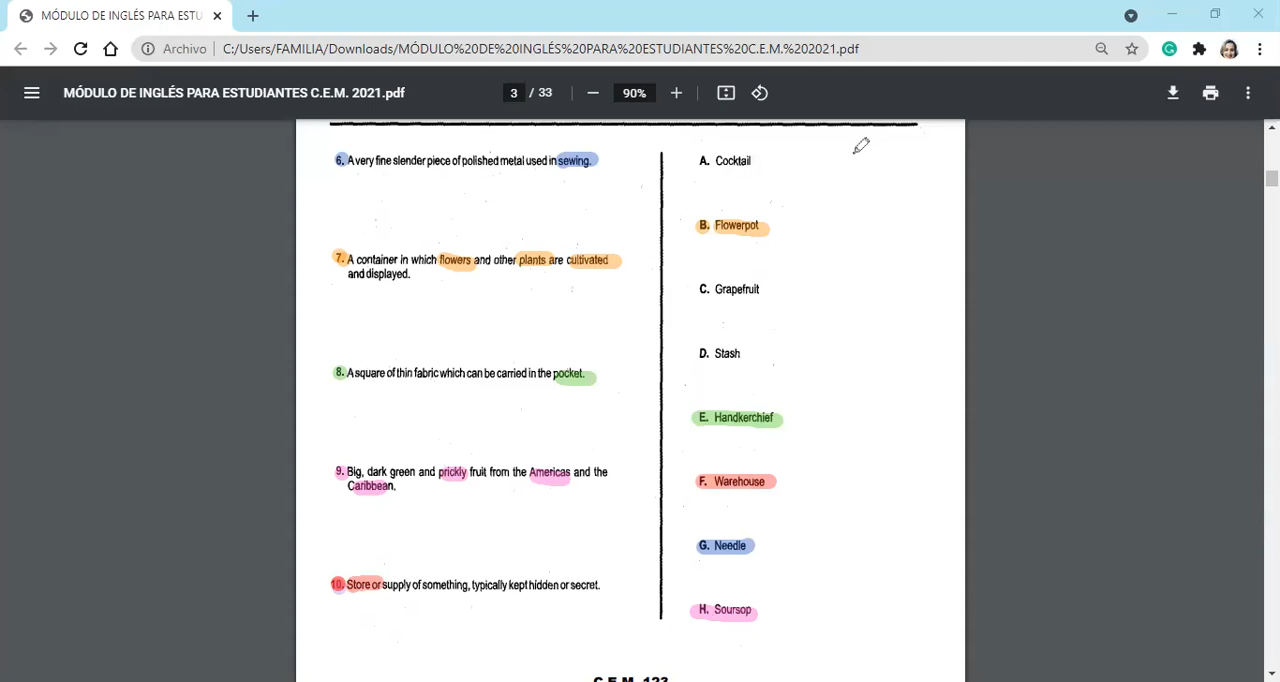 MÓDULO DE INGLÉS PARA ESTU
Archivo
C:/Users/FAMILIA/Downloads/MÓDULO%20DE%20INGLÉS%20PARA%20ESTUDIANTES%20C.E.M.%202021.pdf
MÓDULO DE INGLÉS PARA ESTUDIANTES C.E.M. 2021.pdf
3 / 33
90%
6. A very fine slender piece of polished metal used in sewing.
7. A container in which flowers and other plants are cultivated
and displayed.
8. A square of thin fabric which can be carried in the pocket.
9. Big, dark green and prickly fruit from the Americas and the
Caribbean.
10. Store or supply of something, typically kept hidden or secret.
A. Cocktail
B. Flowerpot
C. Grapefruit
D. Stash
E. Handkerchief
F. Warehouse
G. Needle
H. Soursop
C.E.M. 123